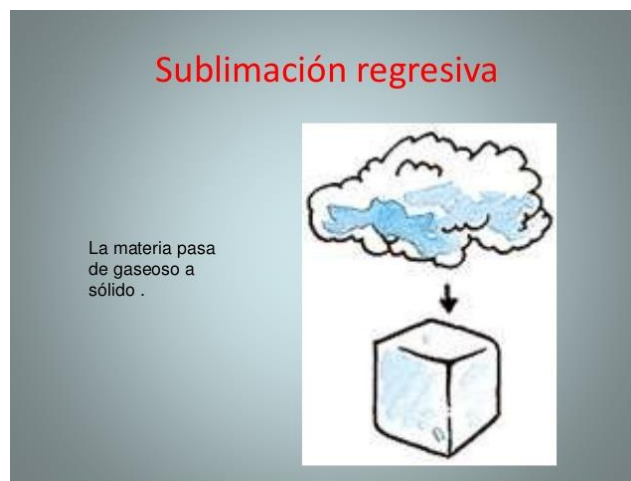 Sublimación regresiva
La materia pasa
de gaseoso a
sólido .